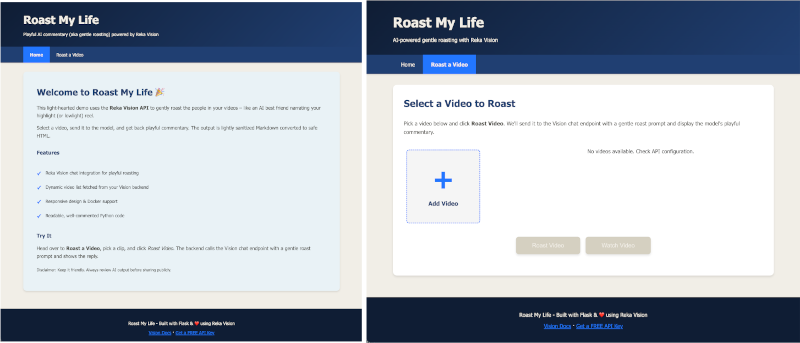 Roast My Life
Playful AI commentary (aka gentle roasting) powered by Reka Vision
Home
Roast a Video
Welcome to Roast My Life 🎉
This light-hearted demo uses the Reka Vision API to gently roast the people in your videos – like an AI best friend narrating your
highlight (or lowlight) reel.
Select a video, send it to the model, and get back playful commentary. The output is lightly sanitized Markdown converted to safe
HTML.
Features
✓ Reka Vision chat integration for playful roasting
✓ Dynamic video list fetched from your Vision backend
✓ Responsive design & Docker support
✓ Readable, well-commented Python code
Try It
Head over to Roast a Video, pick a clip, and click Roast Video. The backend calls the Vision chat endpoint with a gentle roast
prompt and shows the reply.
Disclaimer: Keep it friendly. Always review AI output before sharing publicly.
Roast My Life - Built with Flask & ❤️ using Reka Vision
Vision Docs • Get a FREE API Key
Roast My Life
AI-powered gentle roasting with Reka Vision
Home
Roast a Video
Select a Video to Roast
Pick a video below and click Roast Video. We'll send it to the Vision chat endpoint with a gentle roast prompt and display the model's playful
commentary.
Add Video
No videos available. Check API configuration.
Roast Video
Watch Video
Roast My Life - Built with Flask & ❤️ using Reka Vision
Vision Docs • Get a FREE API Key